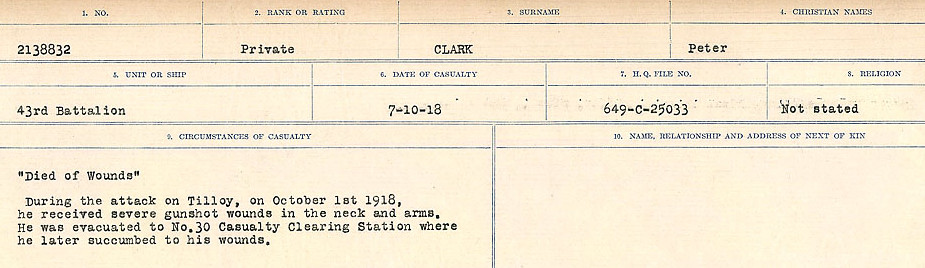 1. NO. 2. RANK OR RATING 3. SURNAME 4. CHRISTIAN NAMES
2138832 Private CLARK Peter
5. UNIT OR SHIP 6. DATE OF CASUALTY 7. H.Q. FILE NO. 8. RELIGION
43rd Battalion 7-10-18 649-C-25033 Not stated
9. CIRCUMSTANCES OF CASUALTY 10. NAME, RELATIONSHIP AND ADDRESS OF NEXT OF KIN
"Died of Wounds"
During the attack on Tilloy, on October 1st 1918,
he received severe gunshot wounds in the neck and arms.
He was evacuated to No.30 Casualty Clearing Station where
he later succumbed to his wounds.